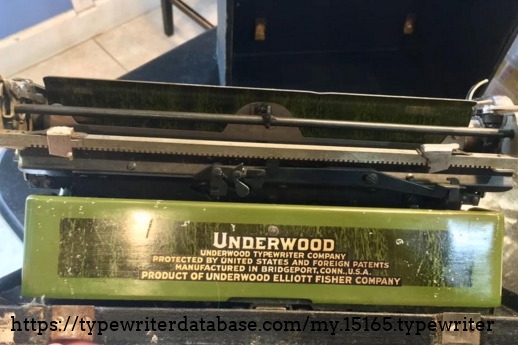 UNDERWOOD
UNDERWOOD TYPEWRITER COMPANY
PROTECTED BY UNITED STATES AND FOREIGN PATENTS
MANUFACTURED IN BRIDGEPORT, CONN., U.S.A.
PRODUCT OF UNDERWOOD ELLIOTT FISHER COMPANY
https://typewriterdatabase.com/my.15165.typewriter